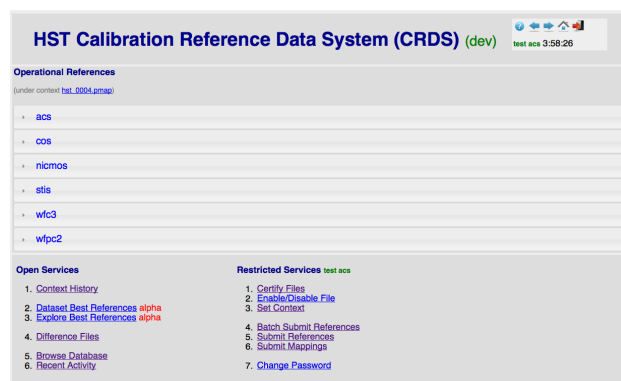 HST Calibration Reference Data System (CRDS) (dev)
test acs 3:58:26
Operational References
(under context hst_0004.pmap)
acs
cos
nicmos
stis
wfc3
wfpc2
Open Services
1. Context History
2. Dataset Best References alpha
3. Explore Best References alpha
4. Difference Files
5. Browse Database
6. Recent Activity
Restricted Services test acs
1. Certify Files
2. Enable/Disable File
3. Set Context
4. Batch Submit References
5. Submit References
6. Submit Mappings
7. Change Password